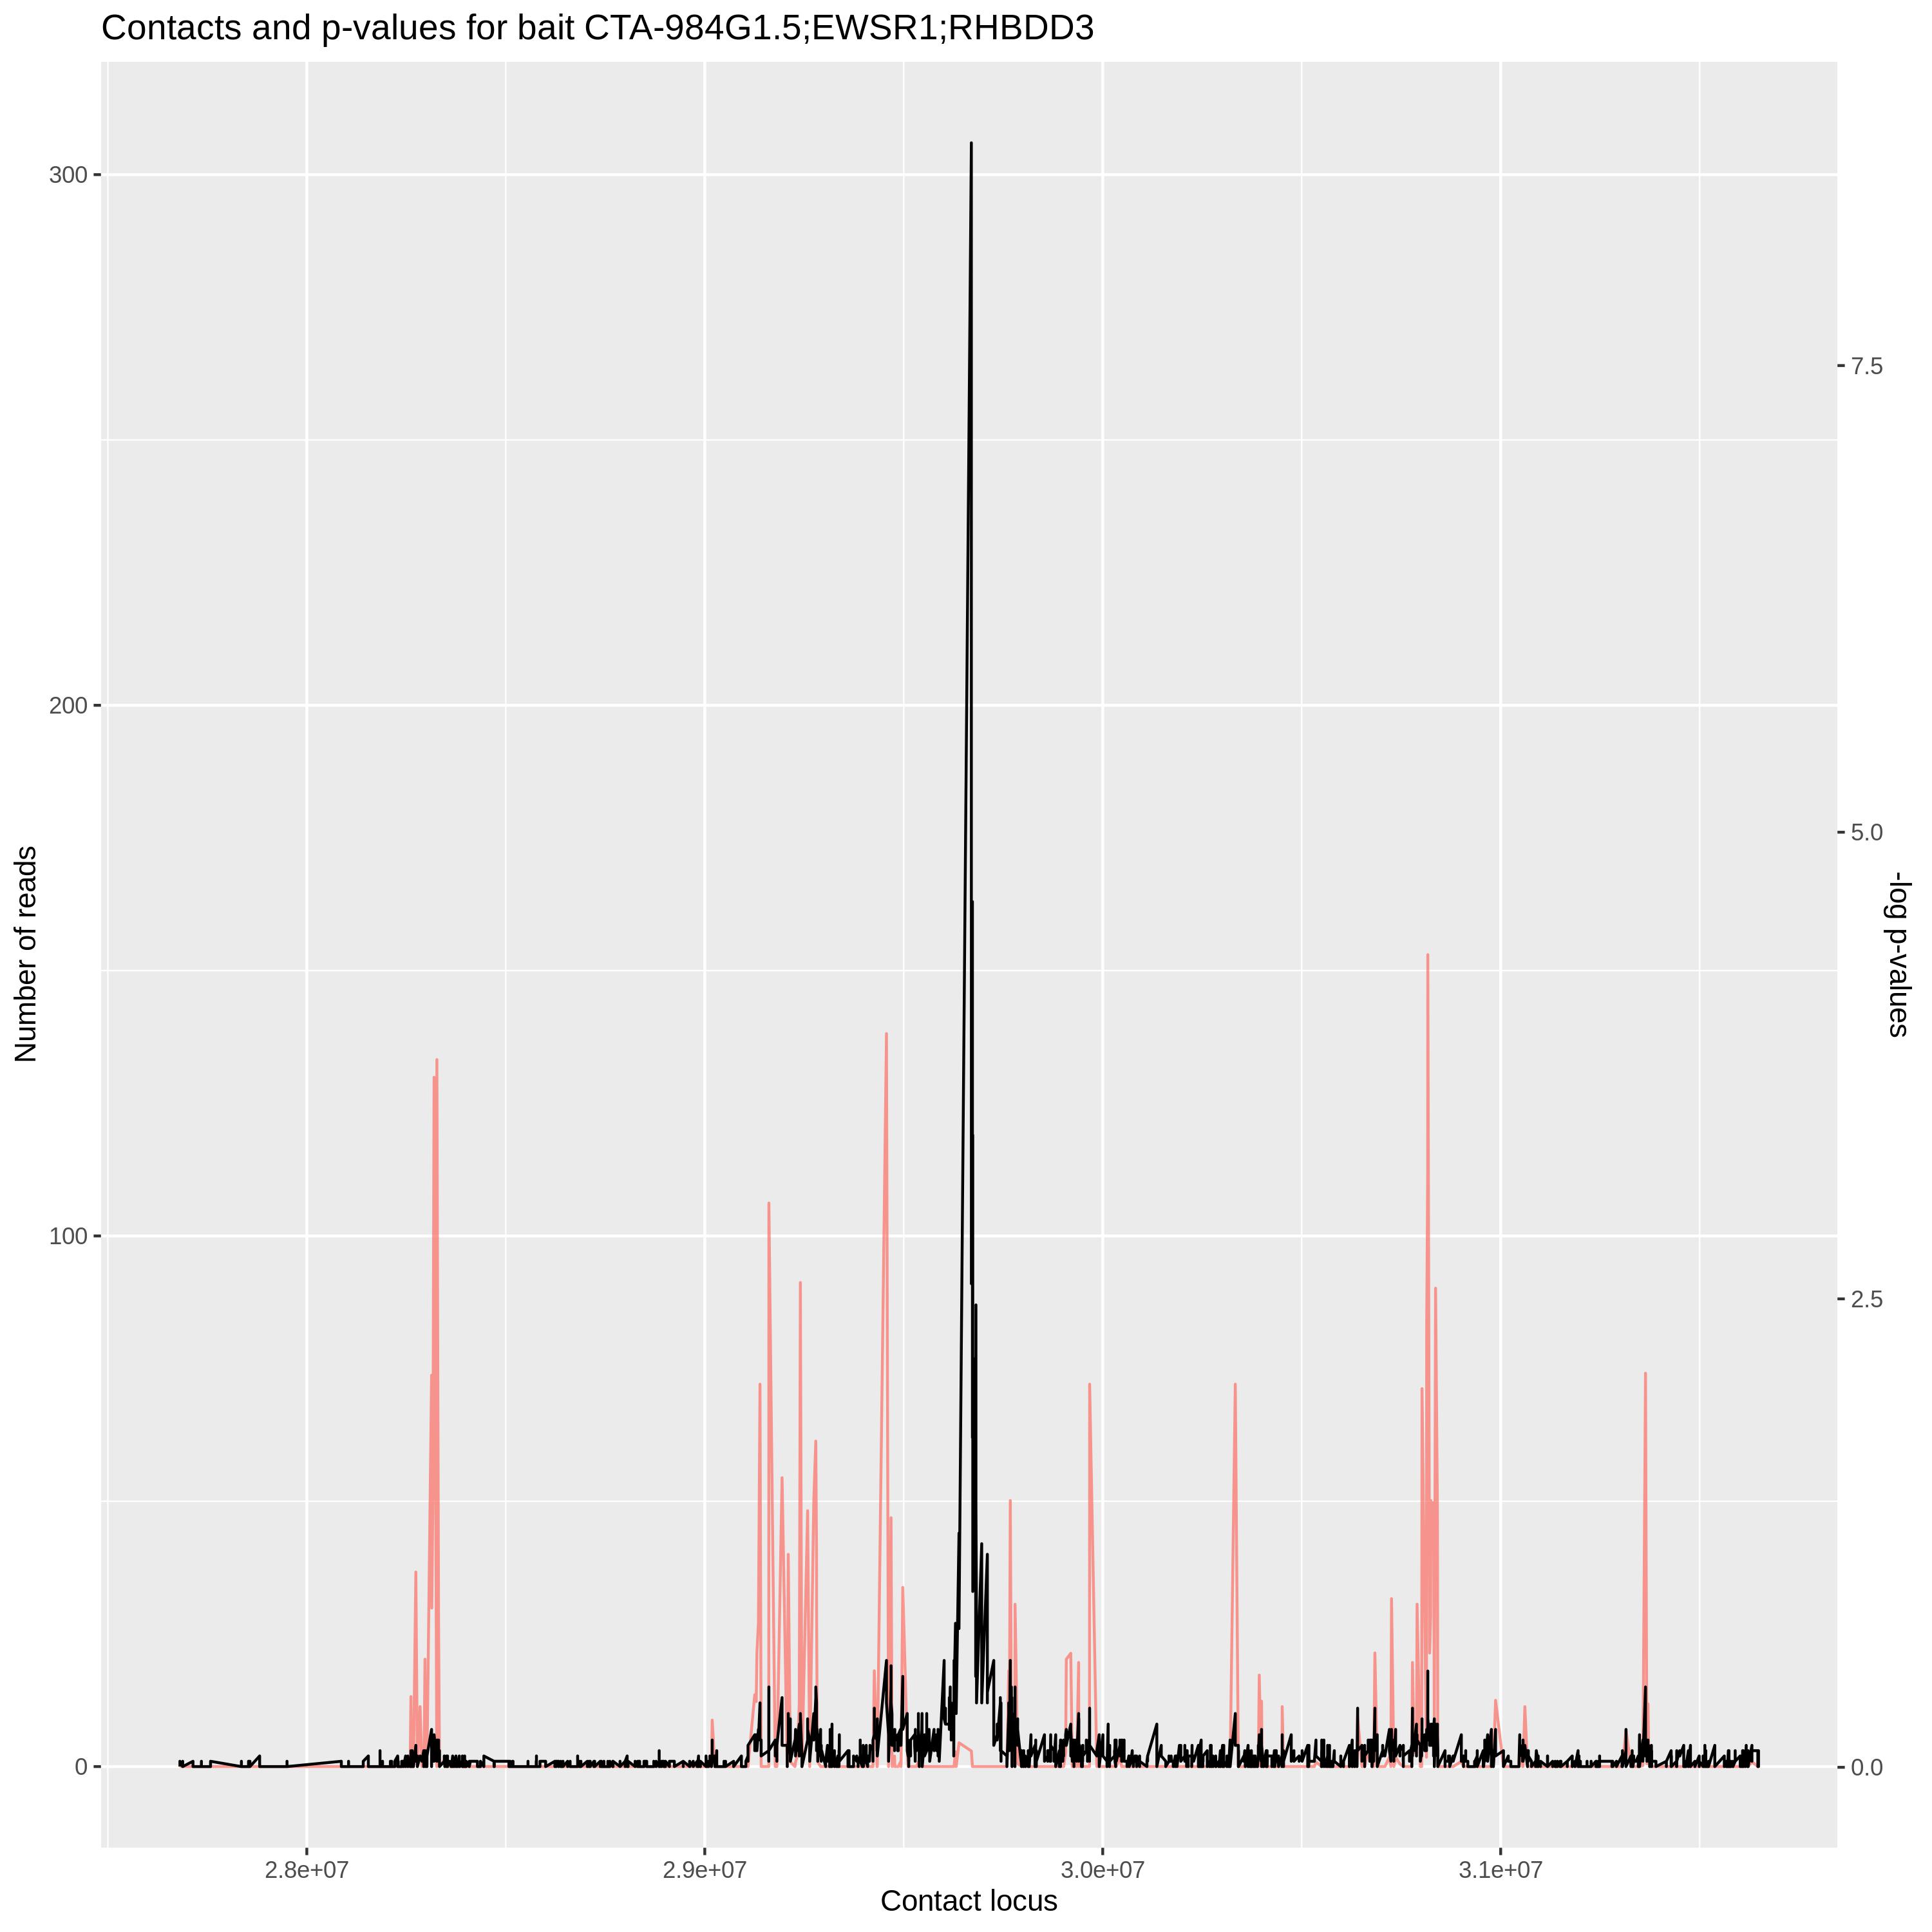 Contacts and p-values for bait CTA-984G1.5;EWSR1;RHBDD3
300
200
100
0
Number of reads
7.5
5.0
2.5
0.0
-log p-values
2.8e+07
2.9e+07
3.0e+07
3.1e+07
Contact locus